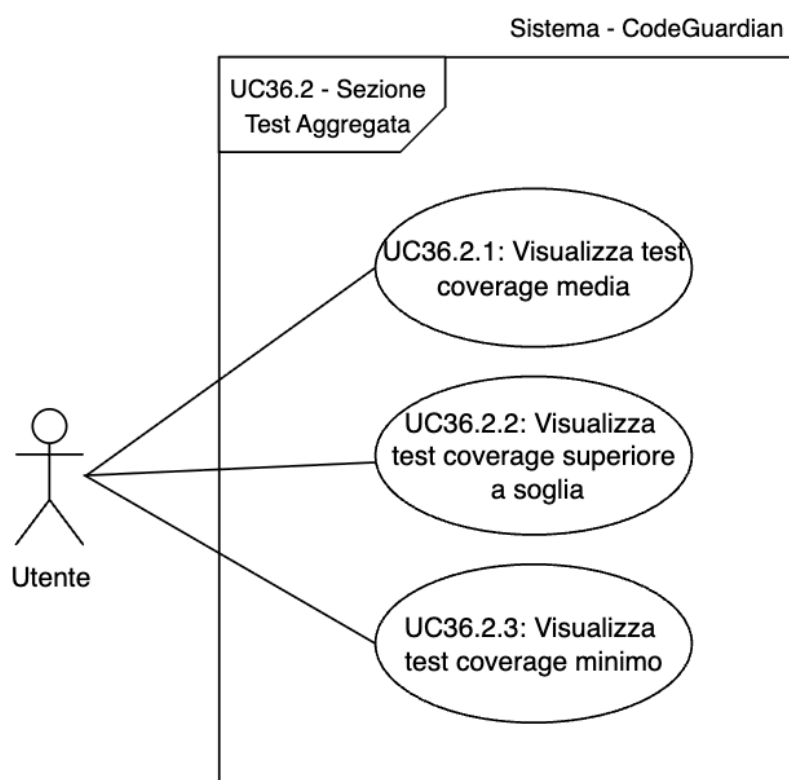 Sistema - CodeGuardian
UC36.2 - Sezione
Test Aggregata
UC36.2.1: Visualizza test
coverage media
UC36.2.2: Visualizza
test coverage superiore
a soglia
UC36.2.3: Visualizza
test coverage minimo
Utente